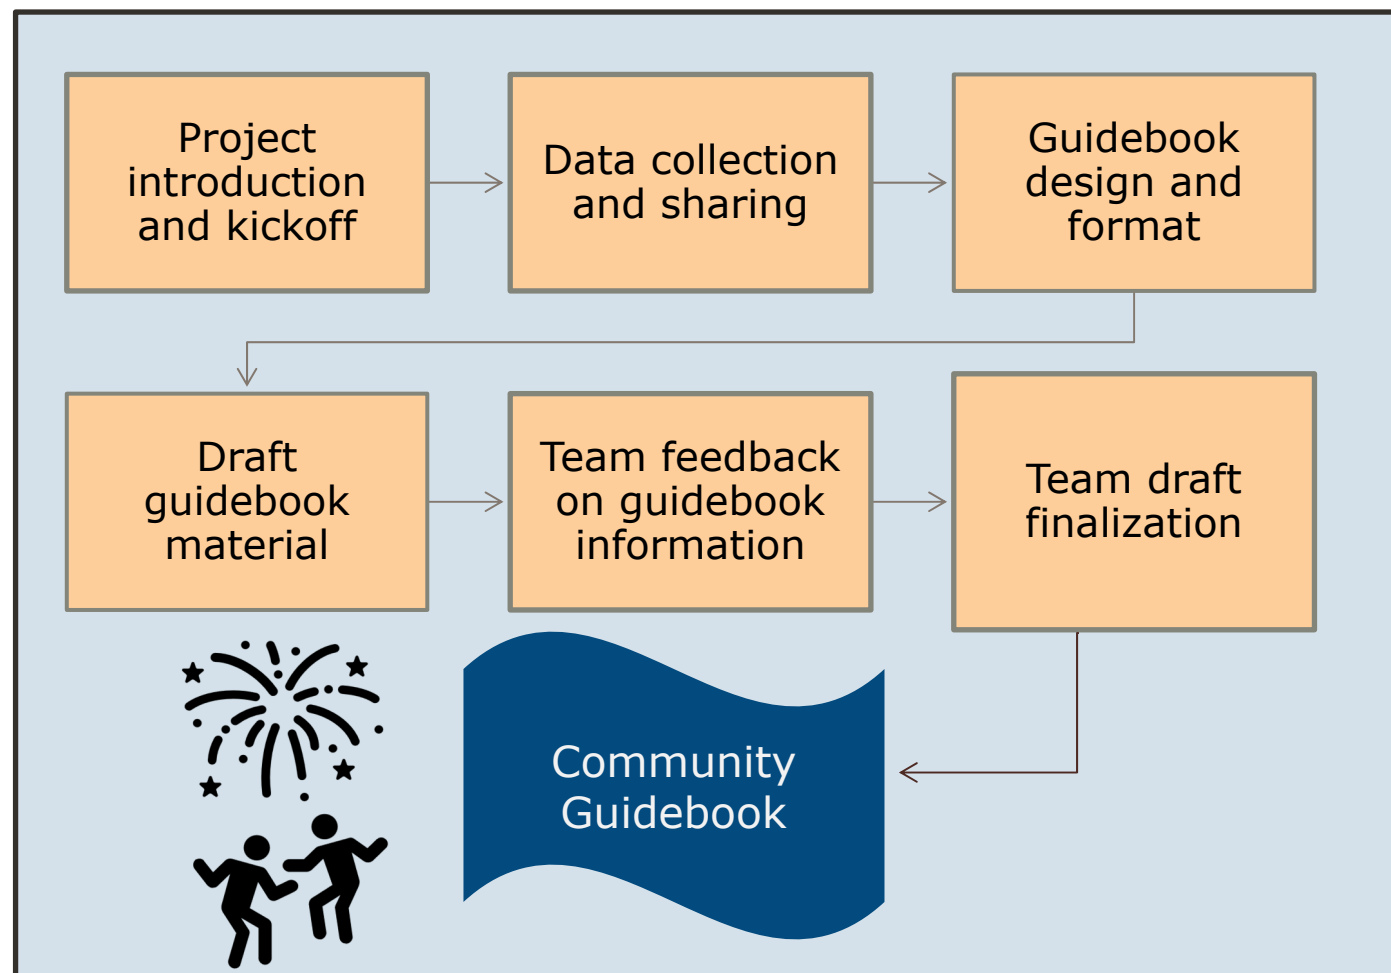 Project
introduction
and kickoff
Data collection
and sharing
Guidebook
design and
format
Draft
guidebook
material
Team feedback
on guidebook
information
Team draft
finalization
Community
Guidebook